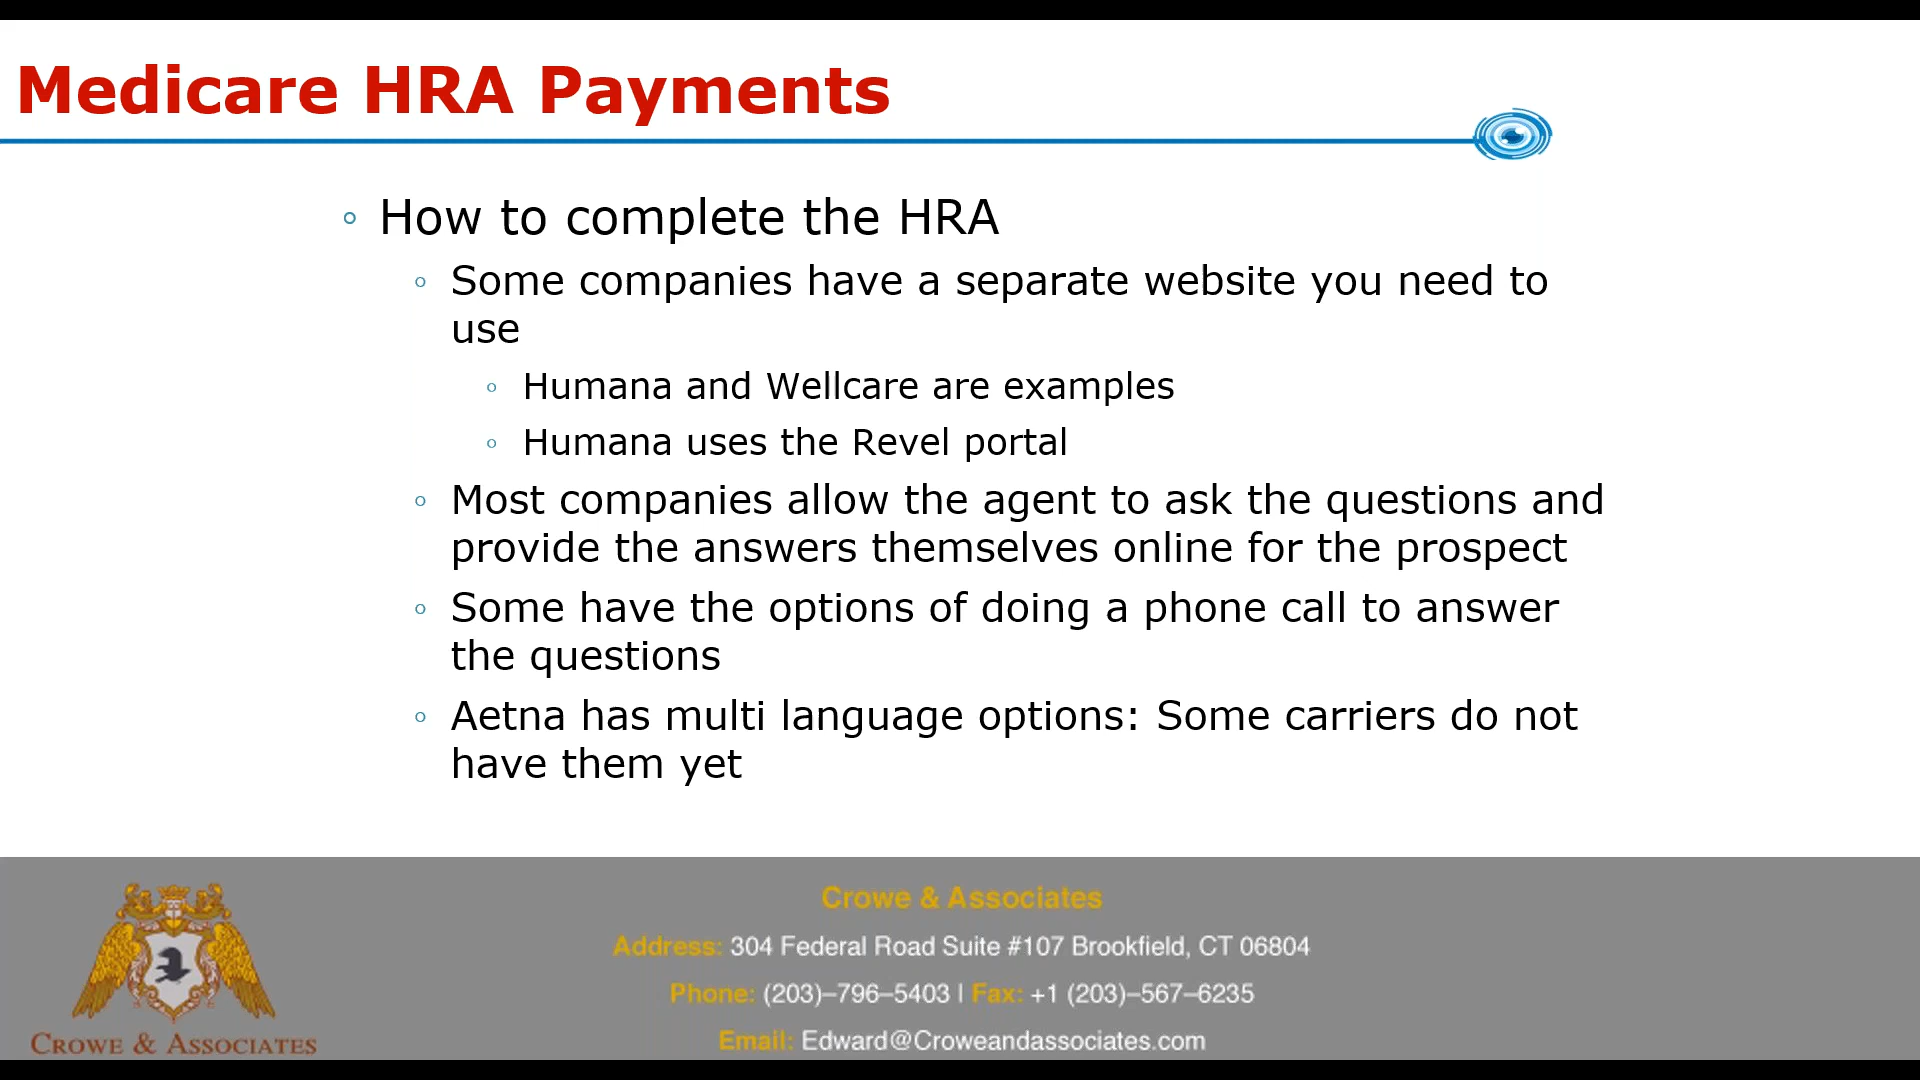 Medicare HRA Payments
◦ How to complete the HRA
◦ Some companies have a separate website you need to
use
◦ Humana and Wellcare are examples
◦ Humana uses the Revel portal
◦ Most companies allow the agent to ask the questions and
provide the answers themselves online for the prospect
◦ Some have the options of doing a phone call to answer
the questions
◦ Aetna has multi language options: Some carriers do not
have them yet
Crowe & Associates
Address: 304 Federal Road Suite #107 Brookfield, CT 06804
Phone: (203)–796–5403 | Fax: +1 (203)–567–6235
Email: Edward@Croweandassociates.com
CROWE & ASSOCIATES